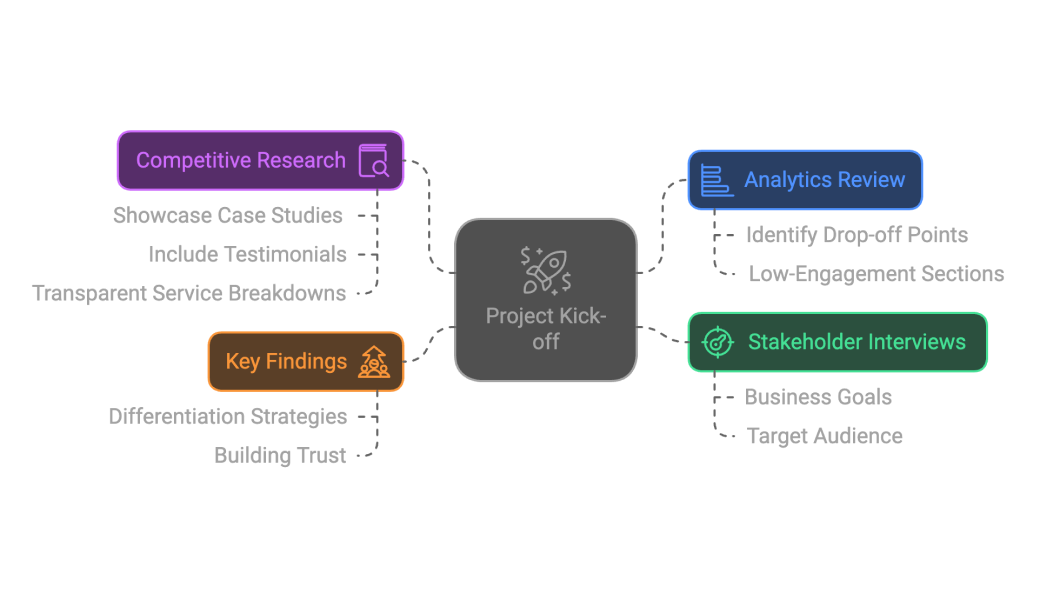 Competitive Research
Showcase Case Studies
Include Testimonials
Transparent Service Breakdowns
Key Findings
Differentiation Strategies
Building Trust
Project Kick-
off
Analytics Review
Identify Drop-off Points
Low-Engagement Sections
Stakeholder Interviews
Business Goals
Target Audience